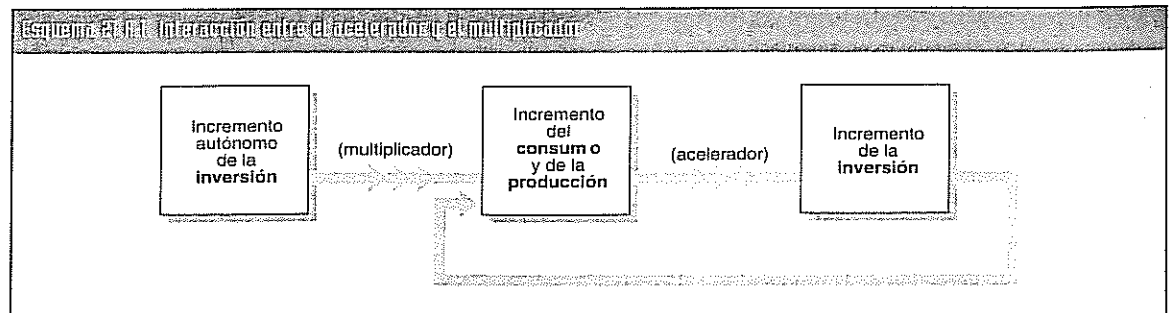 Esquema 21.A.1. Interacción entre el acelerador y el multiplicador
Incremento
autónomo
de la
inversión
(multiplicador)
Incremento
del
consumo
y de la
producción
(acelerador)
Incremento
de la
inversión